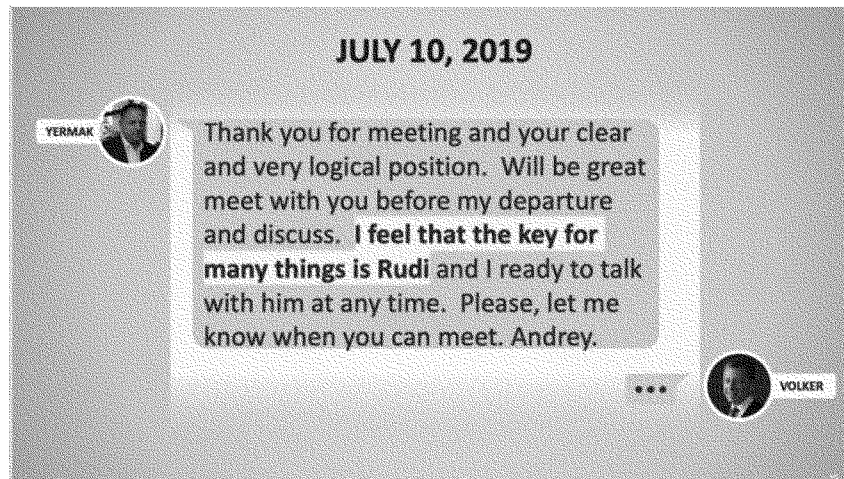 JULY 10, 2019
YERMAK
Thank you for meeting and your clear
and very logical position. Will be great
meet with you before my departure
and discuss. I feel that the key for
many things is Rudi and I ready to talk
with him at any time. Please, let me
know when you can meet. Andrey.
VOLKER